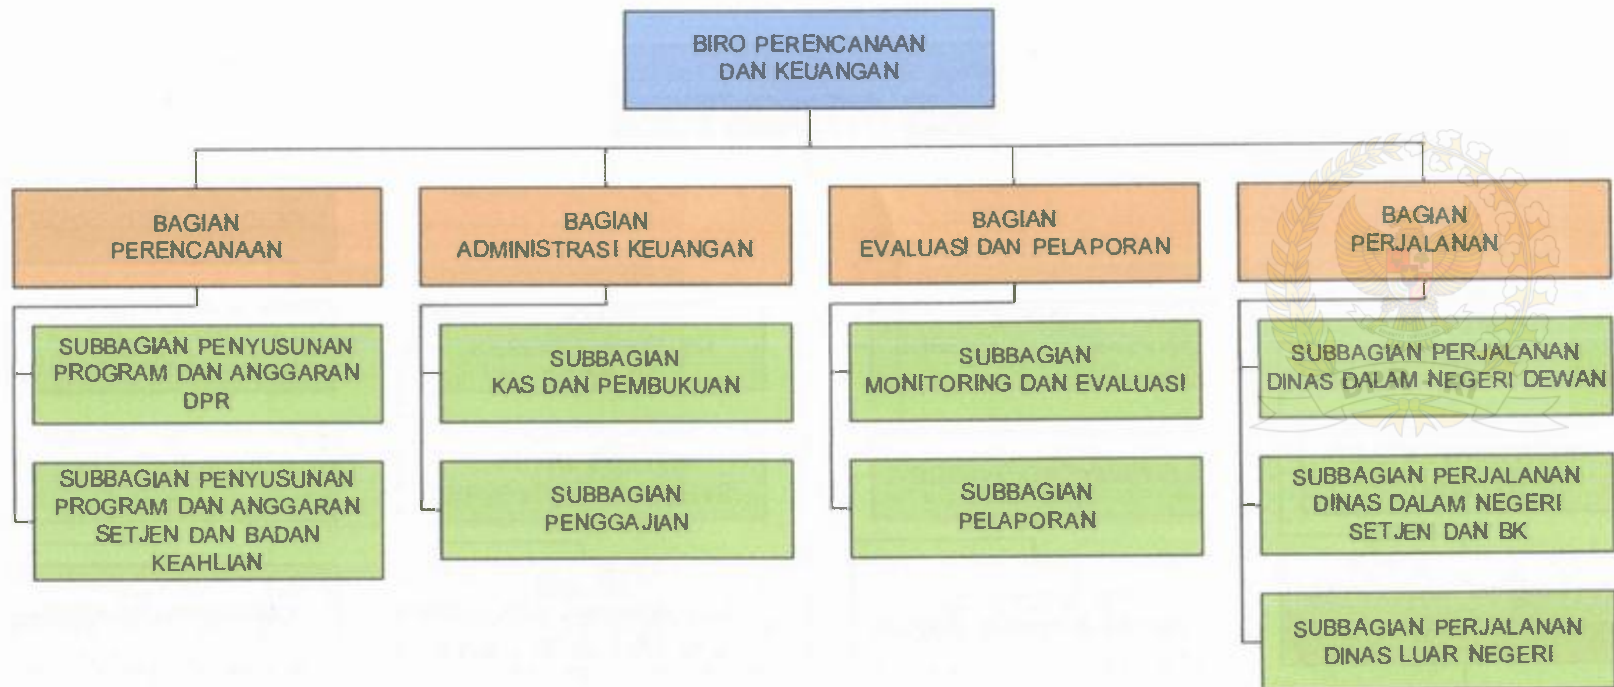 BIRO PERENCANAAN
DAN KEUANGAN
BAGIAN
PERENCANAAN
SUBBAGIAN PENYUSUNAN
PROGRAM DAN ANGGARAN
DPR
SUBBAGIAN PENYUSUNAN
PROGRAM DAN ANGGARAN
SETJEN DAN BADAN
KEAHLIAN
BAGIAN
ADMINISTRASI KEUANGAN
SUBBAGIAN
KAS DAN PEMBUKUAN
SUBBAGIAN
PENGGAJIAN
BAGIAN
EVALUASI DAN PELAPORAN
SUBBAGIAN
MONITORING DAN EVALUASI
SUBBAGIAN
PELAPORAN
BAGIAN
PERJALANAN
SUBBAGIAN PERJALANAN
DINAS DALAM NEGERI DEWAN
SUBBAGIAN PERJALANAN
DINAS DALAM NEGERI
SETJEN DAN BK
SUBBAGIAN PERJALANAN
DINAS LUAR NEGERI